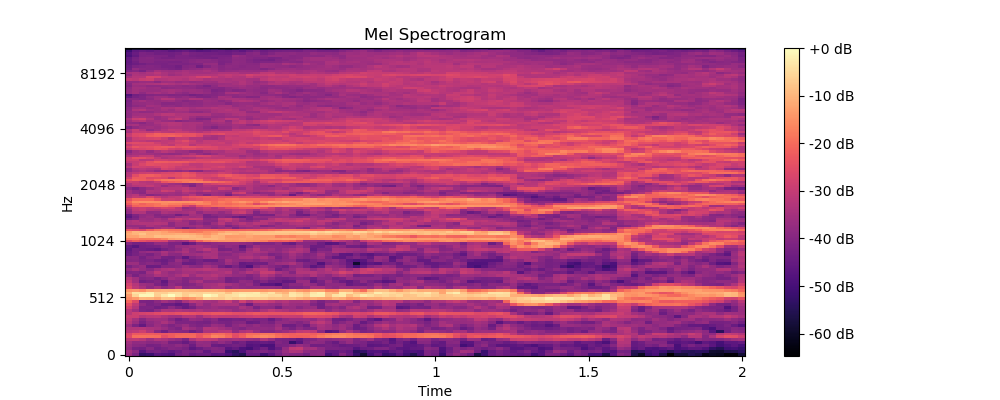 Mel Spectrogram
Hz
8192
4096
2048
1024
512
0
0 0.5 1 1.5 2
Time
+0 dB
-10 dB
-20 dB
-30 dB
-40 dB
-50 dB
-60 dB